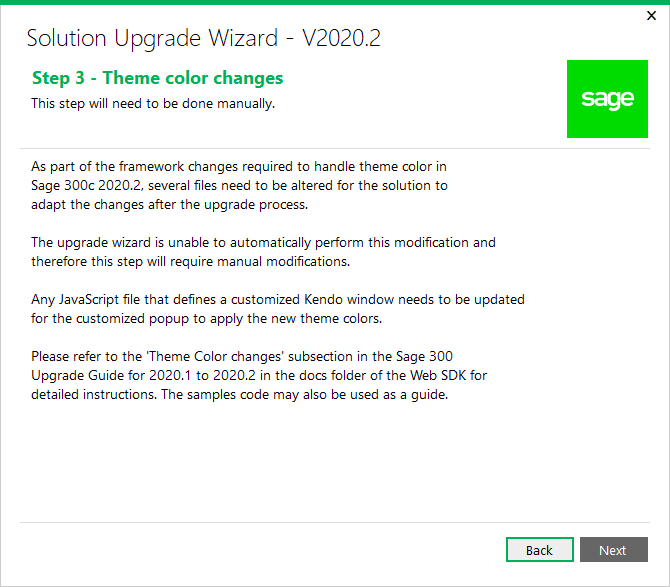 Solution Upgrade Wizard - V2020.2
Step 3 - Theme color changes
This step will need to be done manually.
sage
As part of the framework changes required to handle theme color in
Sage 300c 2020.2, several files need to be altered for the solution to
adapt the changes after the upgrade process.
The upgrade wizard is unable to automatically perform this modification and
therefore this step will require manual modifications.
Any JavaScript file that defines a customized Kendo window needs to be updated
for the customized popup to apply the new theme colors.
Please refer to the 'Theme Color changes' subsection in the Sage 300
Upgrade Guide for 2020.1 to 2020.2 in the docs folder of the Web SDK for
detailed instructions. The samples code may also be used as a guide.
Back
Next